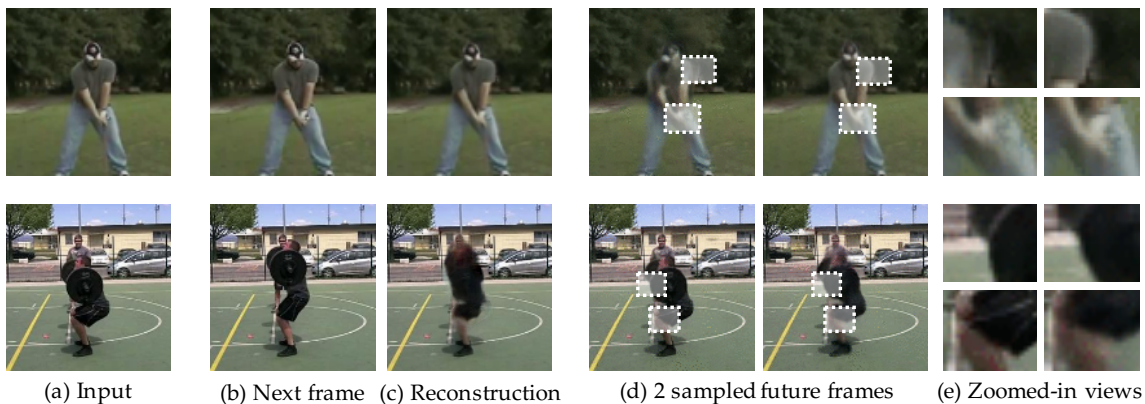 (a) Input
(b) Next frame
(c) Reconstruction
(d) 2 sampled future frames
(e) Zoomed-in views